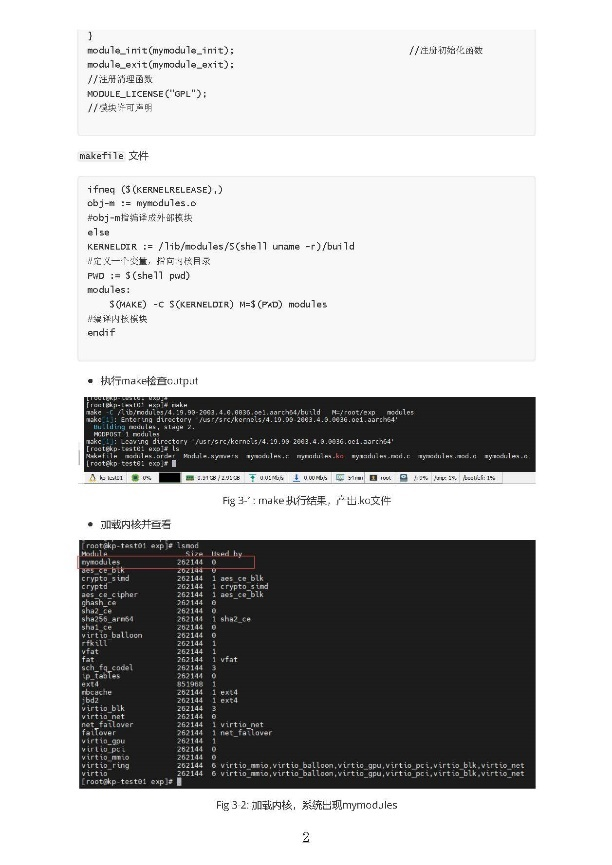 }
module_init(mymodule_init); //注册初始化函数
module_exit(mymodule_exit);
//注册清理函数
MODULE_LICENSE("GPL");
//模块许可声明
makefile 文件
ifneq ($(KERNELRELEASE),)
obj-m := mymodules.o
#obj-m指编译成外部模块
else
KERNELDIR := /lib/modules/$(shell uname -r)/build
#定义一个变量，指向内核目录
PWD := $(shell pwd)
modules:
$(MAKE) -C $(KERNELDIR) M=$(PWD) modules
#编译内核模块
endif
执行make检查output
[root@kp-test01 exp]#
[root@kp-test01 exp]# make
make -C /lib/modules/4.19.90-2003.4.0.0036.oe1.aarch64/build M=/root/exp modules
make[1]: Entering directory '/usr/src/kernels/4.19.90-2003.4.0.0036.oe1.aarch64'
Building modules, stage 2.
MODPOST 1 modules
make[1]: Leaving directory '/usr/src/kernels/4.19.90-2003.4.0.0036.oe1.aarch64'
[root@kp-test01 exp]# ls
Makefile modules.order Module.symvers mymodules.c mymodules.ko mymodules.mod.c mymodules.mod.o mymodules.o
[root@kp-test01 exp]#
kp-test01 0% 0.91 GB / 2.91 GB 0.01 Mb/s 0.00 Mb/s 54 min 1 root /: 9% /tmp: 1% /boot/efi: 1%
Fig 3-1: make 执行结果，产出.ko文件
加载内核并查看
[root@kp-test01 exp]# lsmod
Module Size Used by
mymodules 262144 0
aes_ce_blk 262144 0
crypto_simd 262144 1 aes_ce_blk
cryptd 262144 1 crypto_simd
aes_ce_cipher 262144 1 aes_ce_blk
ghash_ce 262144 0
sha2_ce 262144 0
sha256_arm64 262144 1 sha2_ce
sha1_ce 262144 0
virtio_balloon 262144 0
rfkill 262144 1
vfat 262144 1
fat 262144 1 vfat
sch_fq_codel 262144 3
ip_tables 262144 0
ext4 851968 1
mbcache 262144 1 ext4
jbd2 262144 1 ext4
virtio_blk 262144 3
virtio_net 262144 0
net_failover 262144 1 virtio_net
failover 262144 1 net_failover
virtio_gpu 262144 1
virtio_pci 262144 0
virtio_mmio 262144 0
virtio_ring 262144 6 virtio_mmio,virtio_balloon,virtio_gpu,virtio_pci,virtio_blk,virtio_net
virtio 262144 6 virtio_mmio,virtio_balloon,virtio_gpu,virtio_pci,virtio_blk,virtio_net
[root@kp-test01 exp]#
Fig 3-2: 加载内核，系统出现mymodules
2